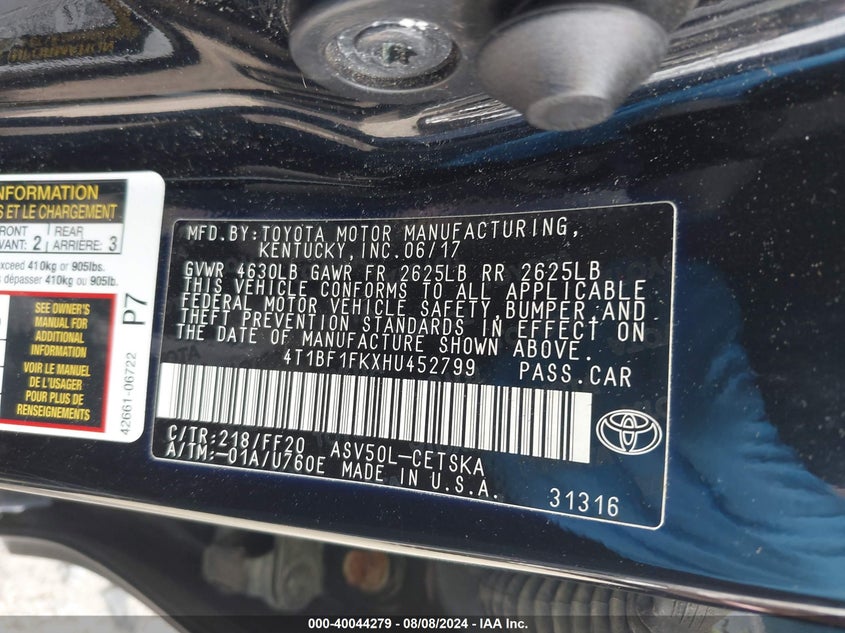 INFORMATION
S ET LE CHARGEMENT
FRONT
VANT: 2
REAR
ARRIÈRE: 3
xceed 410kg or 905lbs.
s dépasser 410kg ou 905lb.
SEE OWNER'S
MANUAL FOR
ADDITIONAL
INFORMATION
VOIR LE MANUEL
DE L'USAGER
POUR PLUS DE
RENSEIGNEMENTS
P7
42661-06722
MFD.BY:TOYOTA MOTOR MANUFACTURING,
KENTUCKY, INC.06/17
GVWR 4630LB GAWR FR 2625LB RR 2625LB
THIS VEHICLE CONFORMS TO ALL APPLICABLE
FEDERAL MOTOR VEHICLE SAFETY,BUMPER,AND
THEFT PREVENTION STANDARDS IN EFFECT ON
THE DATE OF MANUFACTURE SHOWN ABOVE.
4T1BF1FKXHU452799 PASS.CAR
C/TR:218/FF20 ASV50L-CETSKA
A/TM:-01A/U760E MADE IN U.S.A.
31316
000-40044279 - 08/08/2024 - IAA Inc.